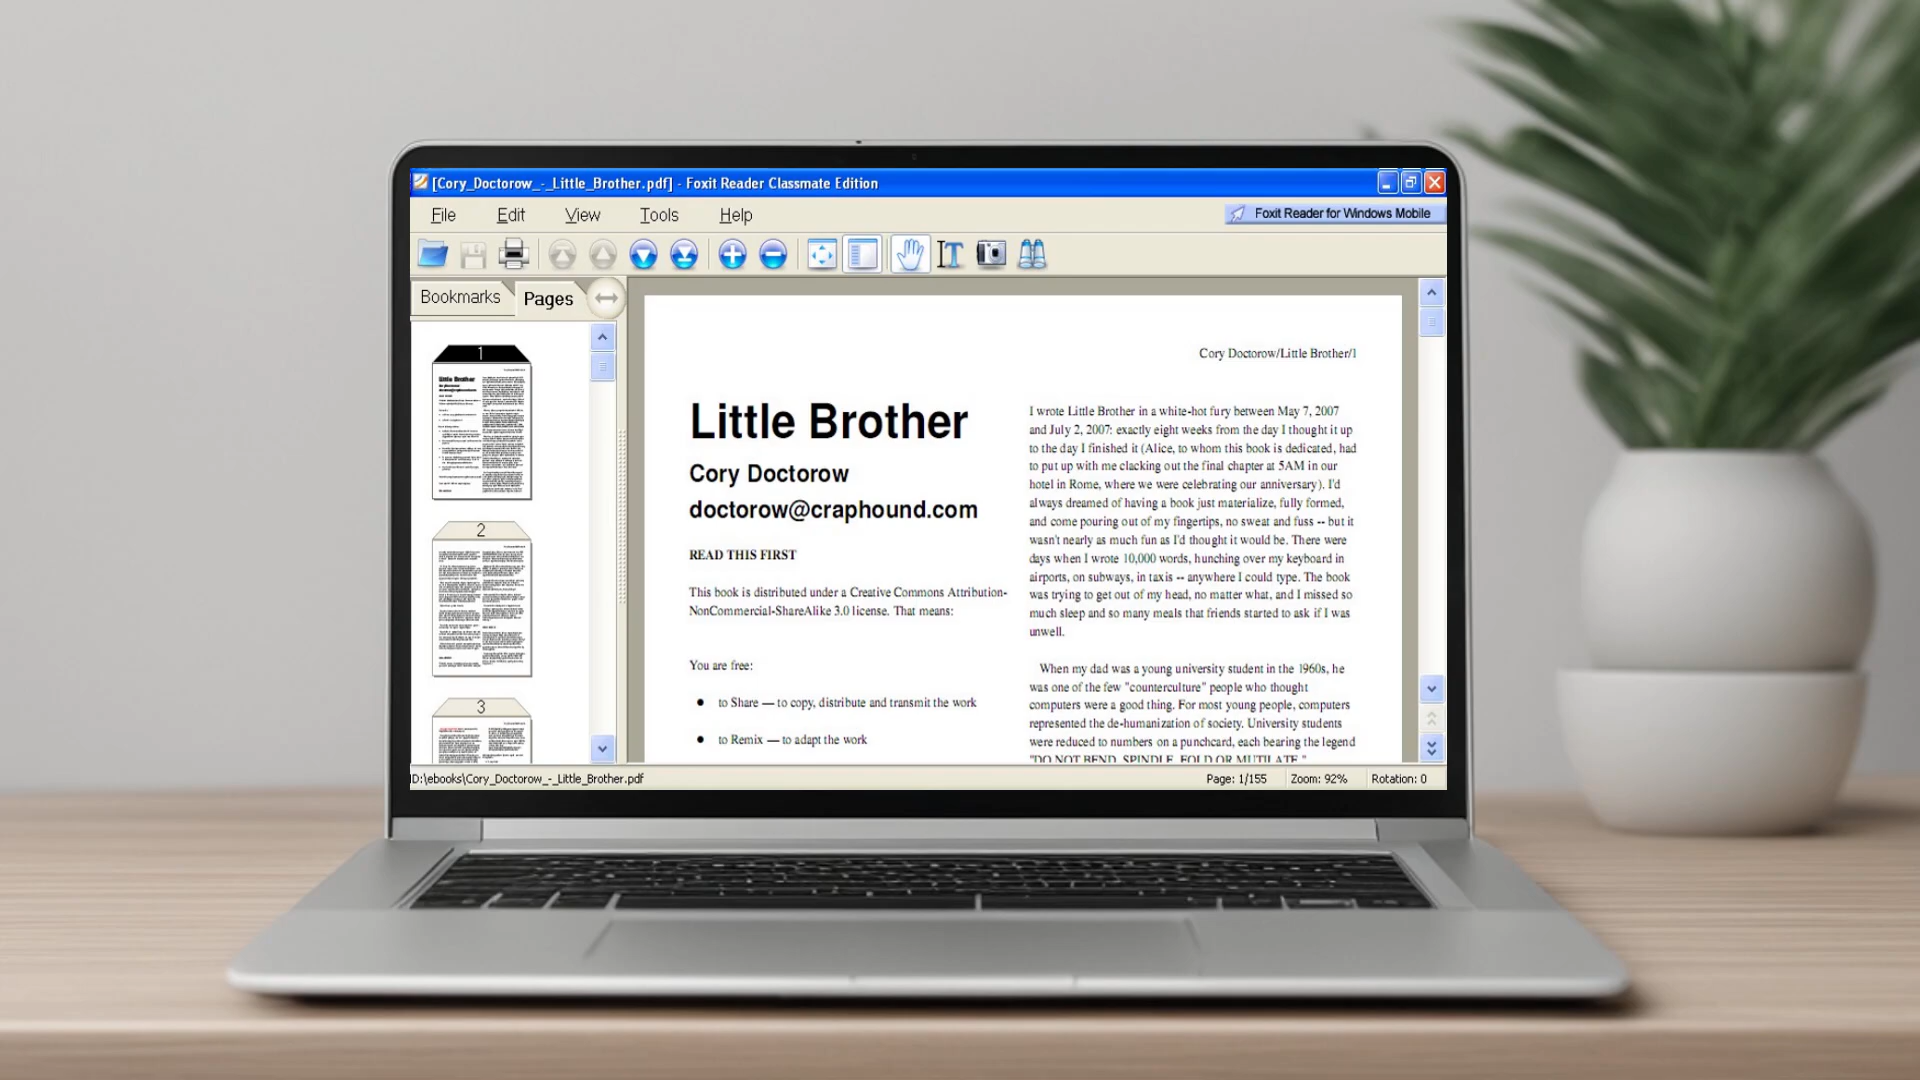 [Cory_Doctorow_-_Little_Brother.pdf] - Foxit Reader Classmate Edition
File Edit View Tools Help
Foxit Reader for Windows Mobile
Bookmarks Pages
1
Little Brother
2
3
Cory Doctorow/Little Brother/1
Little Brother
Cory Doctorow
doctorow@craphound.com
READ THIS FIRST
This book is distributed under a Creative Commons Attribution-
NonCommercial-ShareAlike 3.0 license. That means:
You are free:
● to Share — to copy, distribute and transmit the work
● to Remix — to adapt the work
I wrote Little Brother in a white-hot fury between May 7, 2007
and July 2, 2007: exactly eight weeks from the day I thought it up
to the day I finished it (Alice, to whom this book is dedicated, had
to put up with me clacking out the final chapter at 5AM in our
hotel in Rome, where we were celebrating our anniversary). I'd
always dreamed of having a book just materialize, fully formed,
and come pouring out of my fingertips, no sweat and fuss -- but it
wasn't nearly as much fun as I'd thought it would be. There were
days when I wrote 10,000 words, hunching over my keyboard in
airports, on subways, in taxis -- anywhere I could type. The book
was trying to get out of my head, no matter what, and I missed so
much sleep and so many meals that friends started to ask if I was
unwell.
When my dad was a young university student in the 1960s, he
was one of the few "counterculture" people who thought
computers were a good thing. For most young people, computers
represented the de-humanization of society. University students
were reduced to numbers on a punchcard, each bearing the legend
"DO NOT BEND, SPINDLE, FOLD OR MUTILATE,"
D:\ebooks\Cory_Doctorow_-_Little_Brother.pdf
Page: 1/155 Zoom: 92% Rotation: 0